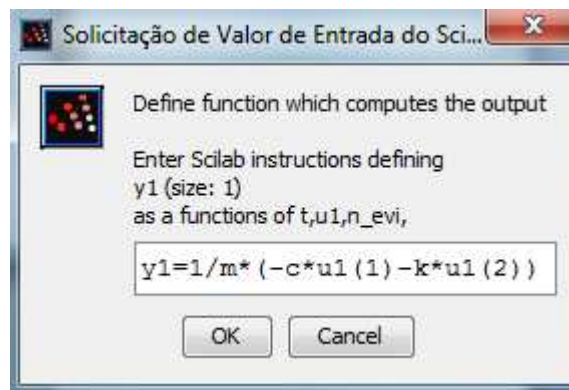 Solicitação de Valor de Entrada do Sci...
Define function which computes the output
Enter Scilab instructions defining
y1 (size: 1)
as a functions of t,u1,n_evi,
y1=1/m*(-c*u1(1)-k*u1(2))
OK
Cancel